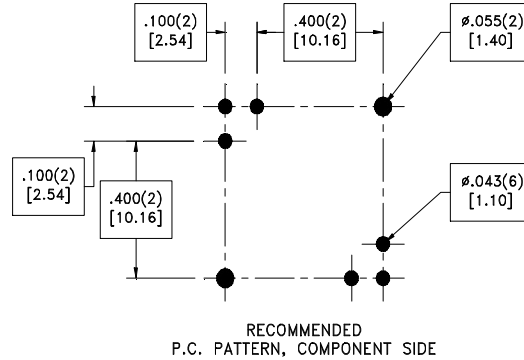 .100(2)
[2.54]
.400(2)
[10.16]
ø.055(2)
[1.40]
.100(2)
[2.54]
.400(2)
[10.16]
ø.043(6)
[1.10]
RECOMMENDED
P.C. PATTERN, COMPONENT SIDE